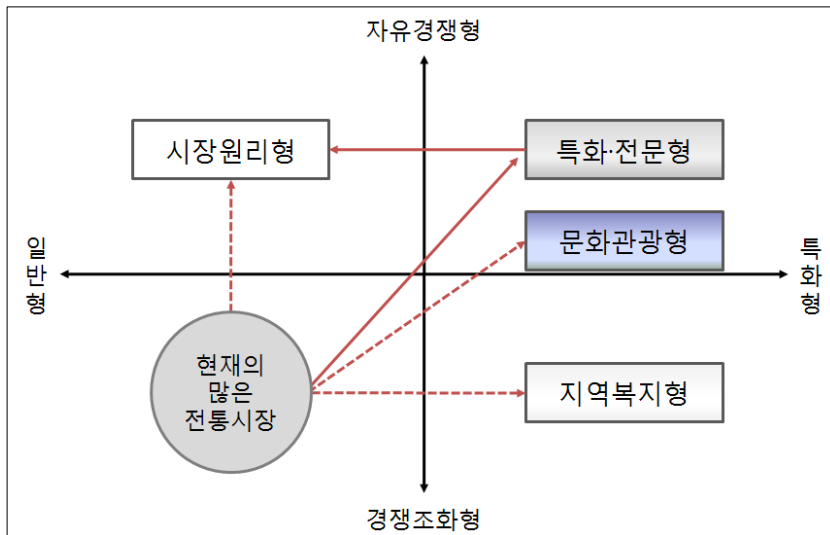 자유경쟁형
시장원리형
특화·전문형
문화관광형
일반형
특화형
현재의
많은
전통시장
지역복지형
경쟁조화형